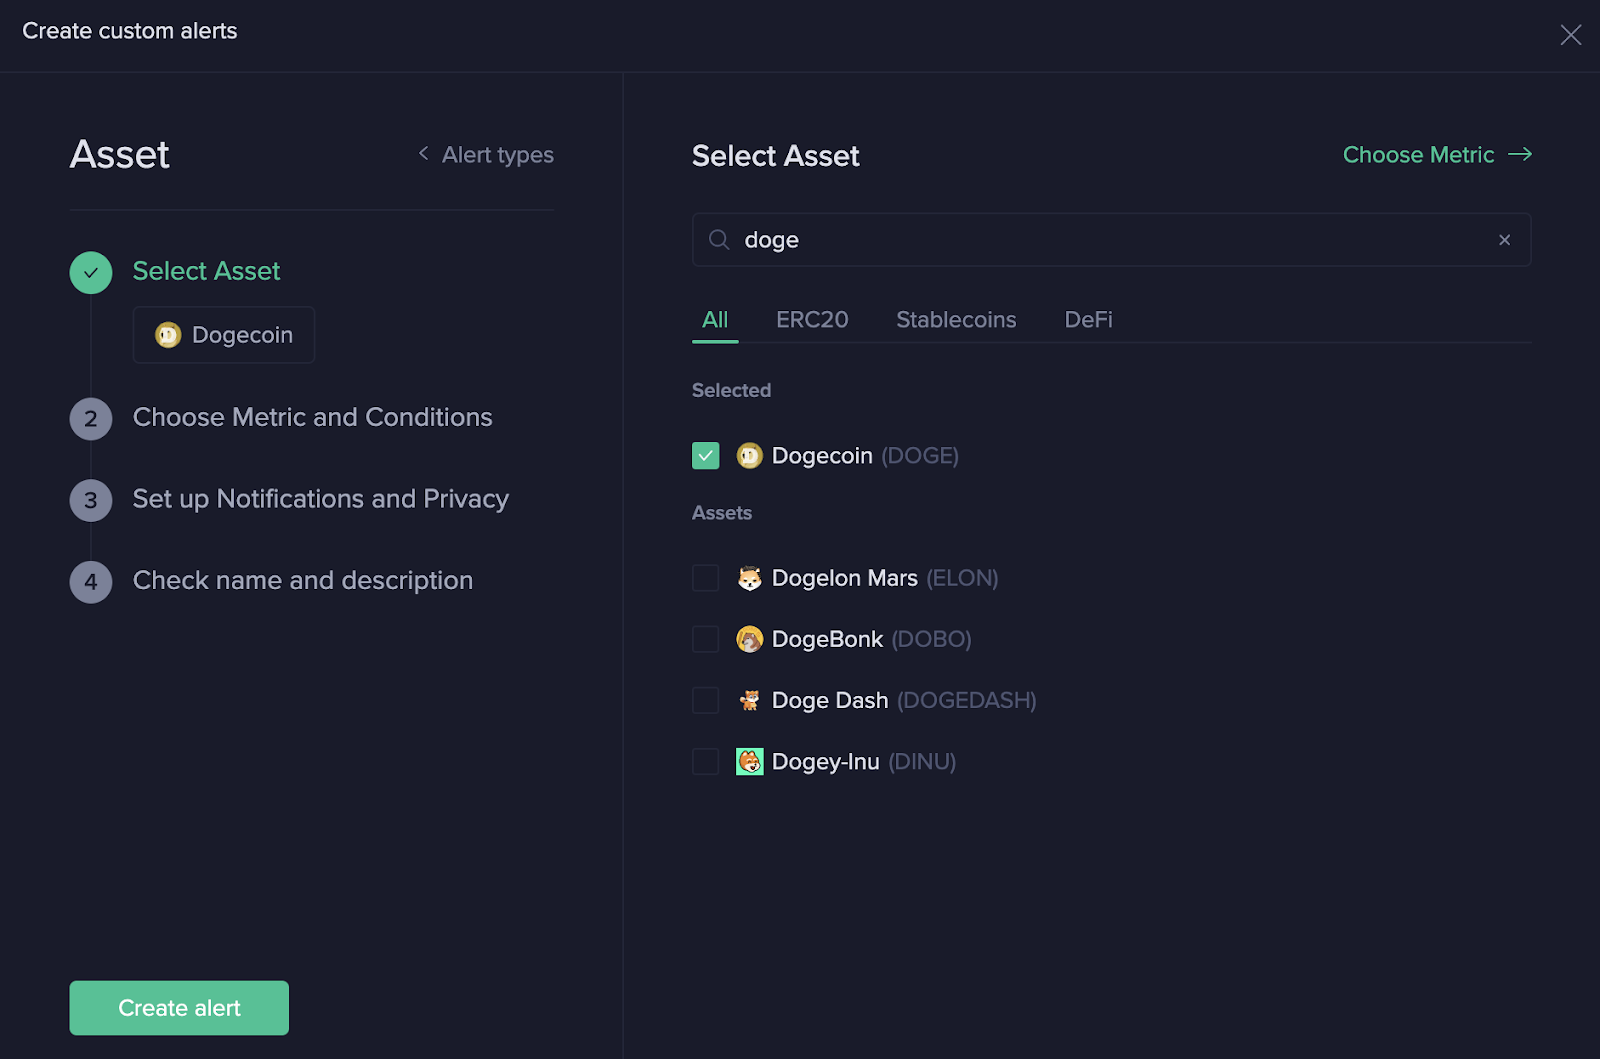 Create custom alerts
Asset
Alert types
Select Asset
Dogecoin
2 Choose Metric and Conditions
3 Set up Notifications and Privacy
4 Check name and description
Create alert
Select Asset
Choose Metric
doge
All ERC20 Stablecoins DeFi
Selected
Dogecoin (DOGE)
Assets
Dogelon Mars (ELON)
DogeBonk (DOBO)
Doge Dash (DOGEDASH)
Dogey-Inu (DINU)